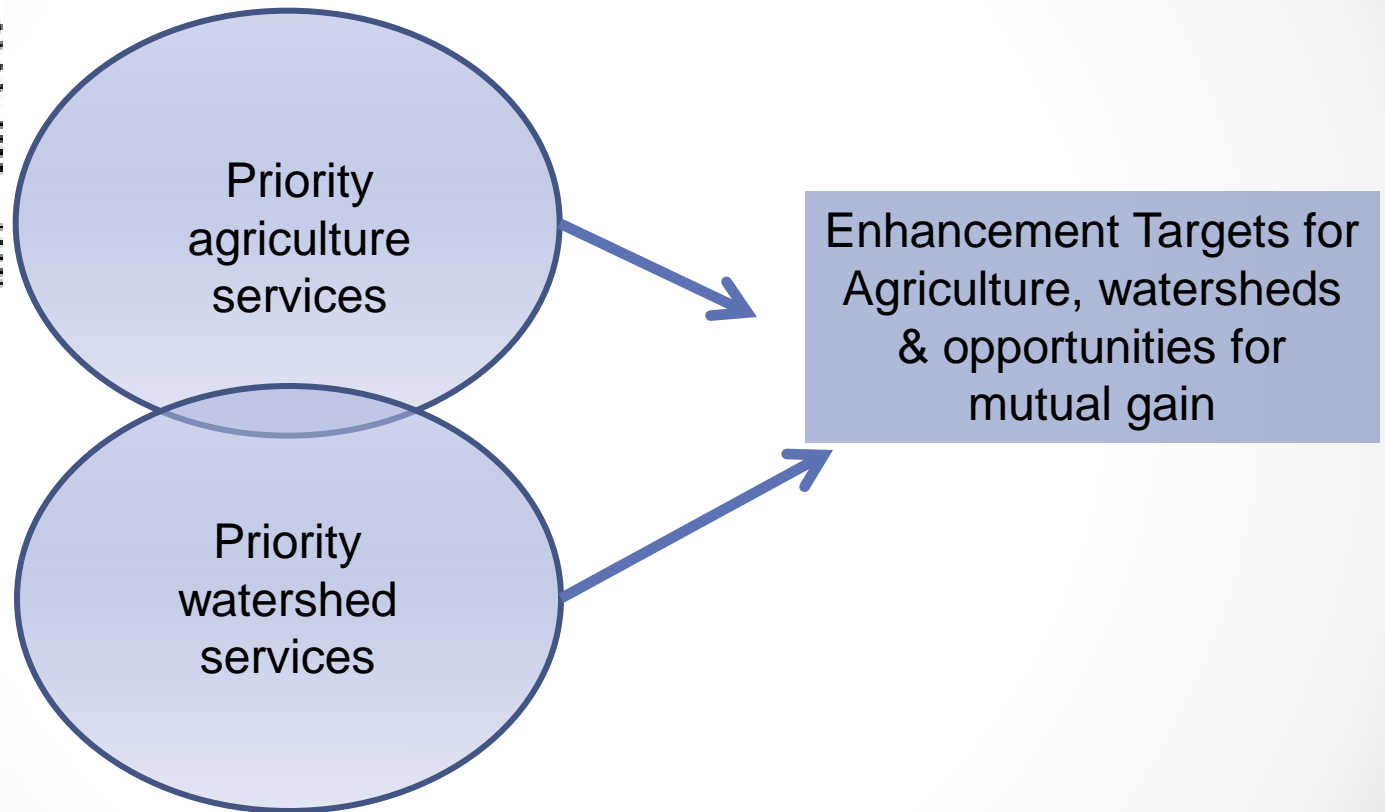 Priority
agriculture
services
Enhancement Targets for
Agriculture, watersheds
& opportunities for
mutual gain
Priority
watershed
services